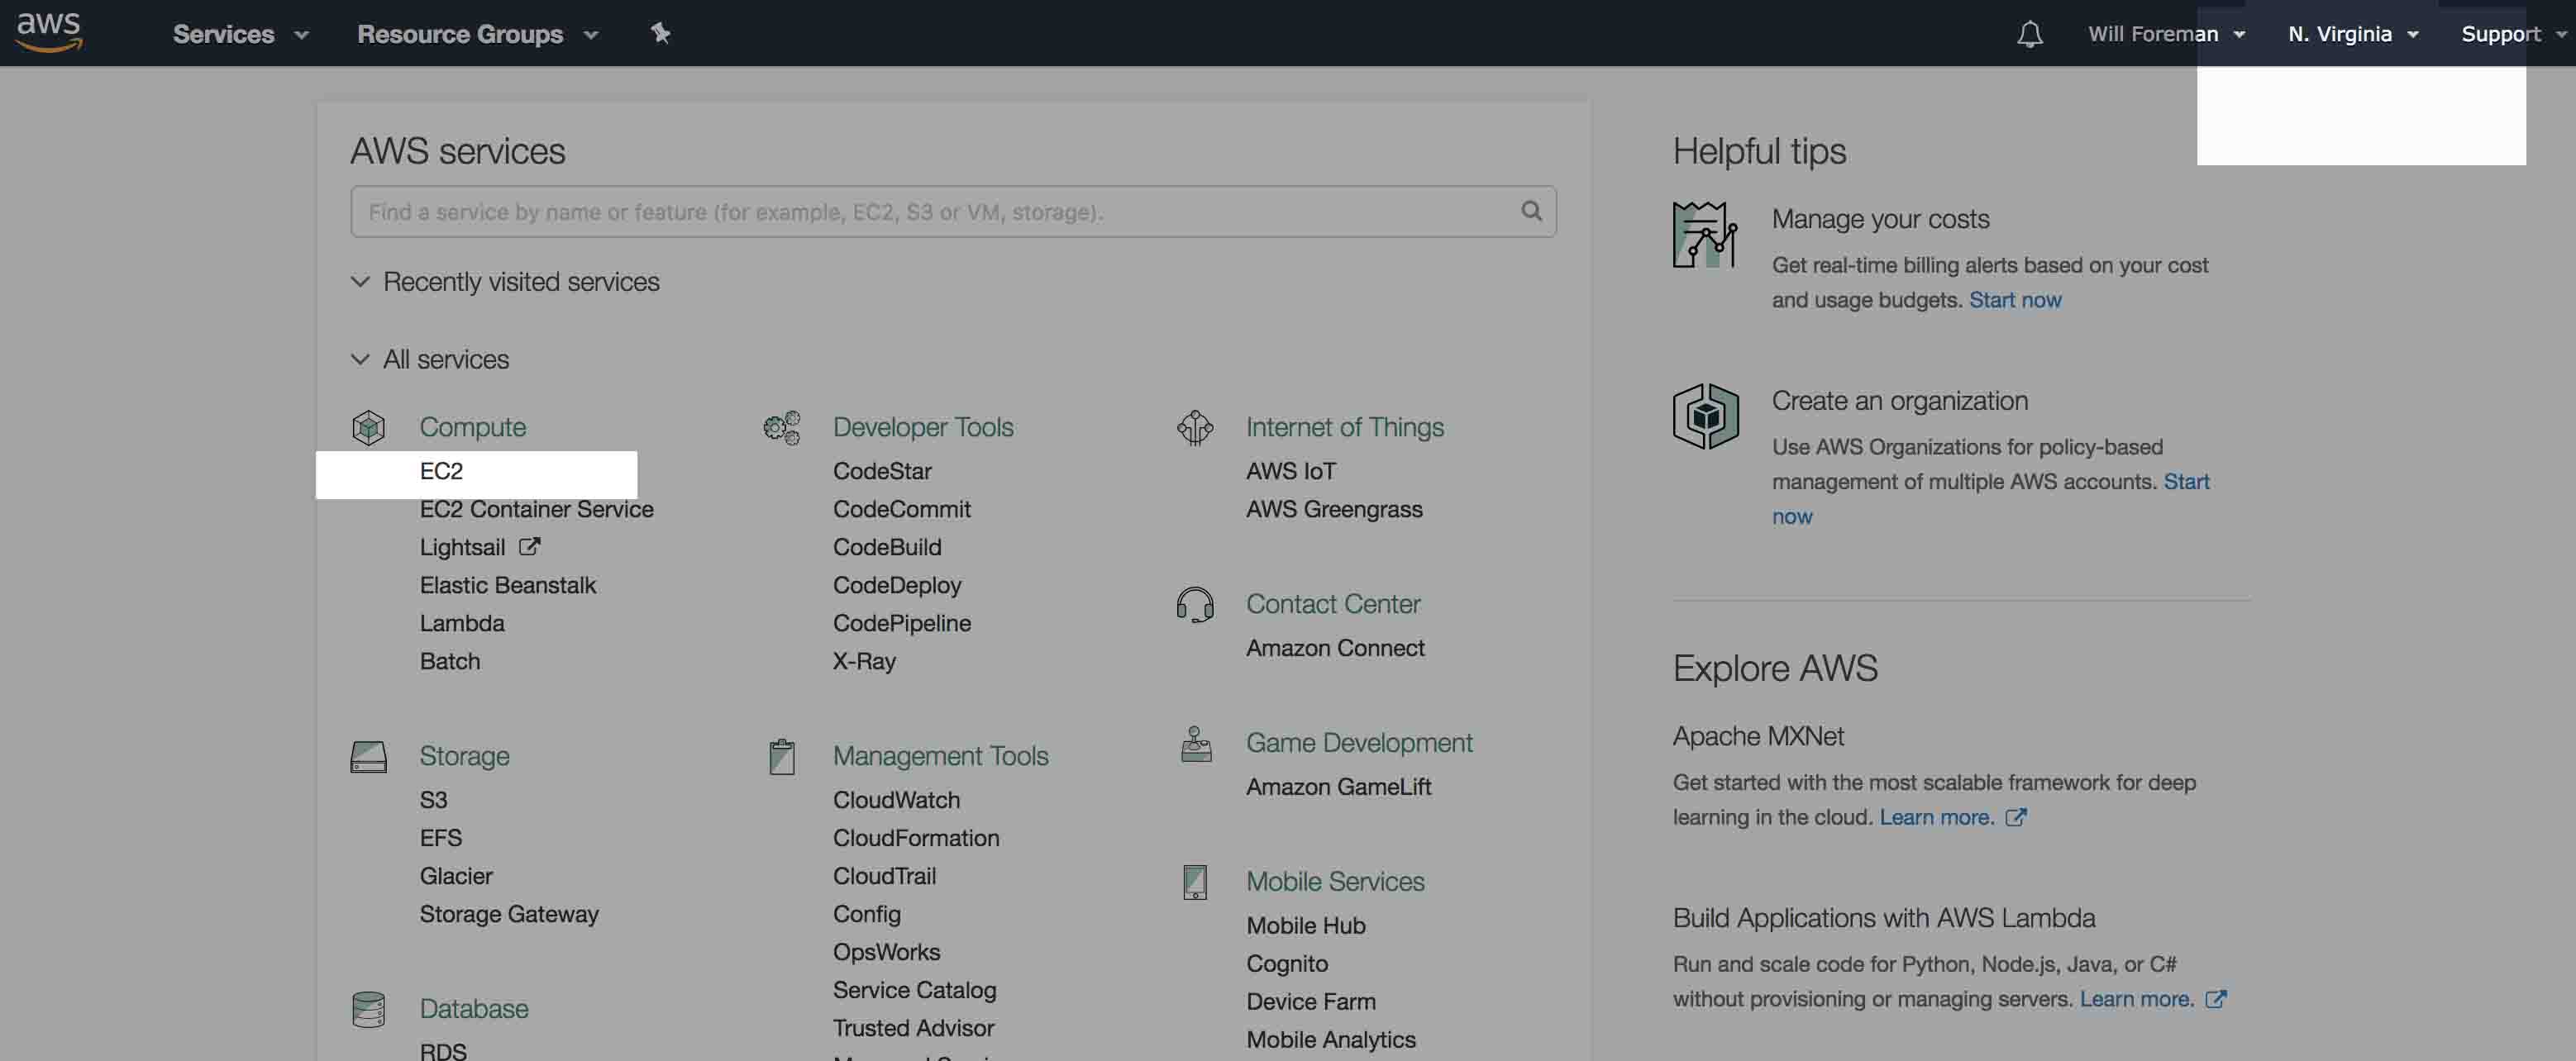 aws
Services
Resource Groups
Will Foreman
N. Virginia
Support
AWS services
Find a service by name or feature (for example, EC2, S3 or VM, storage).
Recently visited services
All services
Compute
EC2
EC2 Container Service
Lightsail
Elastic Beanstalk
Lambda
Batch
Storage
S3
EFS
Glacier
Storage Gateway
Database
RDS
Developer Tools
CodeStar
CodeCommit
CodeBuild
CodeDeploy
CodePipeline
X-Ray
Management Tools
CloudWatch
CloudFormation
CloudTrail
Config
OpsWorks
Service Catalog
Trusted Advisor
Internet of Things
AWS IoT
AWS Greengrass
Contact Center
Amazon Connect
Game Development
Amazon GameLift
Mobile Services
Mobile Hub
Cognito
Device Farm
Mobile Analytics
Helpful tips
Manage your costs
Get real-time billing alerts based on your cost
and usage budgets. Start now
Create an organization
Use AWS Organizations for policy-based
management of multiple AWS accounts. Start
now
Explore AWS
Apache MXNet
Get started with the most scalable framework for deep
learning in the cloud. Learn more.
Build Applications with AWS Lambda
Run and scale code for Python, Node.js, Java, or C#
without provisioning or managing servers. Learn more.